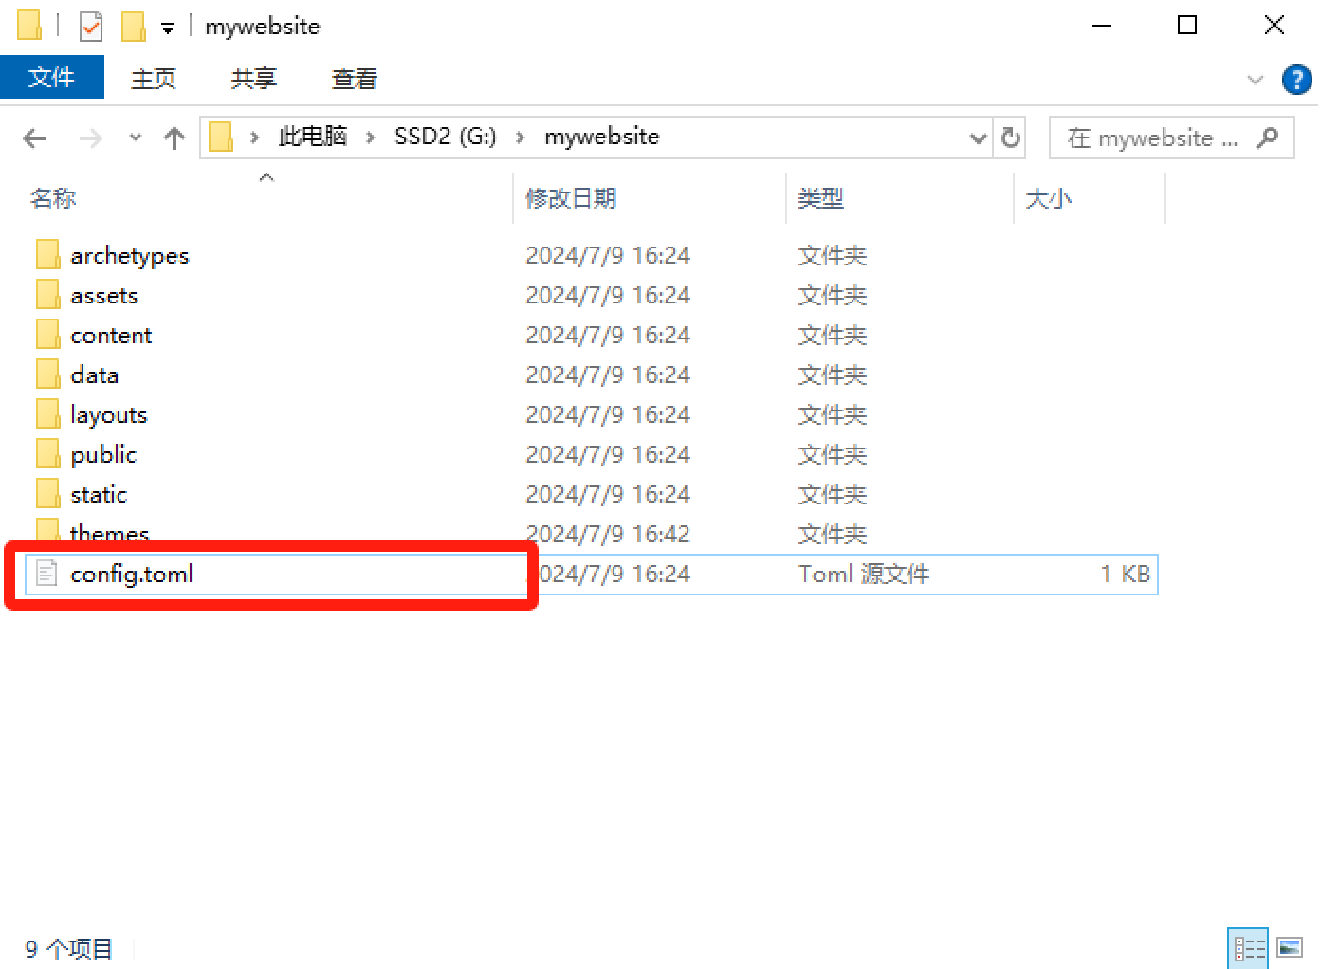 mywebsite
文件 主页 共享 查看
此电脑 SSD2 (G:) mywebsite 在 mywebsite ...
名称 修改日期 类型 大小
archetypes 2024/7/9 16:24 文件夹
assets 2024/7/9 16:24 文件夹
content 2024/7/9 16:24 文件夹
data 2024/7/9 16:24 文件夹
layouts 2024/7/9 16:24 文件夹
public 2024/7/9 16:24 文件夹
static 2024/7/9 16:24 文件夹
themes 2024/7/9 16:42 文件夹
config.toml 2024/7/9 16:24 Toml 源文件 1 KB
9 个项目